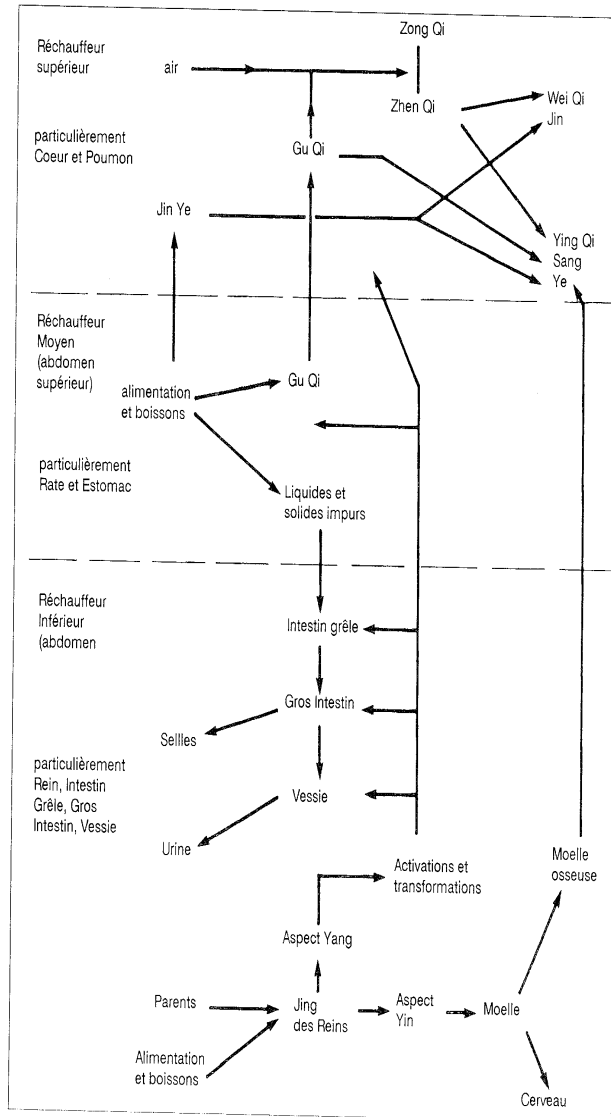 Zong Qi
Réchauffeur
supérieur
air
Zhen Qi
Wei Qi
Jin
particulièrement
Coeur et Poumon
Gu Qi
Jin Ye
Ying Qi
Sang
Ye
Réchauffeur
Moyen
(abdomen
supérieur)
alimentation
et boissons
Gu Qi
particulièrement
Rate et Estomac
Liquides et
solides impurs
Réchauffeur
Inférieur
(abdomen
Intestin grêle
Gros Intestin
Sellles
particulièrement
Rein, Intestin
Grêle, Gros
Intestin, Vessie
Vessie
Urine
Activations et
transformations
Moelle
osseuse
Aspect Yang
Parents
Jing
des Reins
Aspect
Yin
Moelle
Alimentation
et boissons
Cerveau